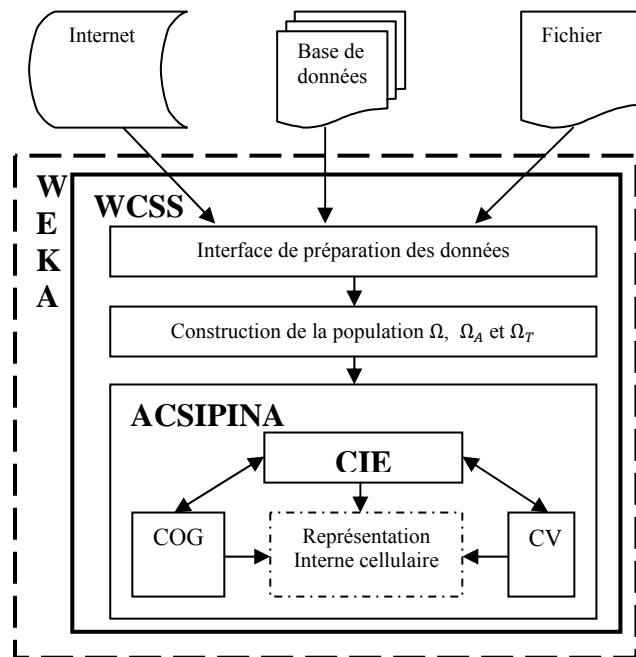 Internet
Base de
données
Fichier
W
E
K
A
WCSS
Interface de préparation des données
Construction de la population Ω, Ω_A et Ω_T
ACSIPINA
CIE
COG
Représentation
Interne cellulaire
CV